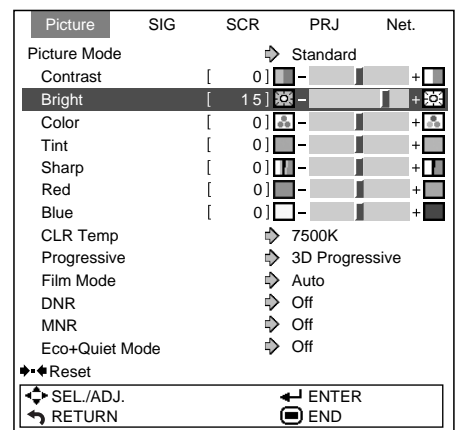 Picture SIG SCR PRJ Net.
Picture Mode Standard
Contrast [ 0] - +
Bright [ 15] - +
Color [ 0] - +
Tint [ 0] - +
Sharp [ 0] - +
Red [ 0] - +
Blue [ 0] - +
CLR Temp 7500K
Progressive 3D Progressive
Film Mode Auto
DNR Off
MNR Off
Eco+Quiet Mode Off
Reset
SEL./ADJ. ENTER
RETURN END